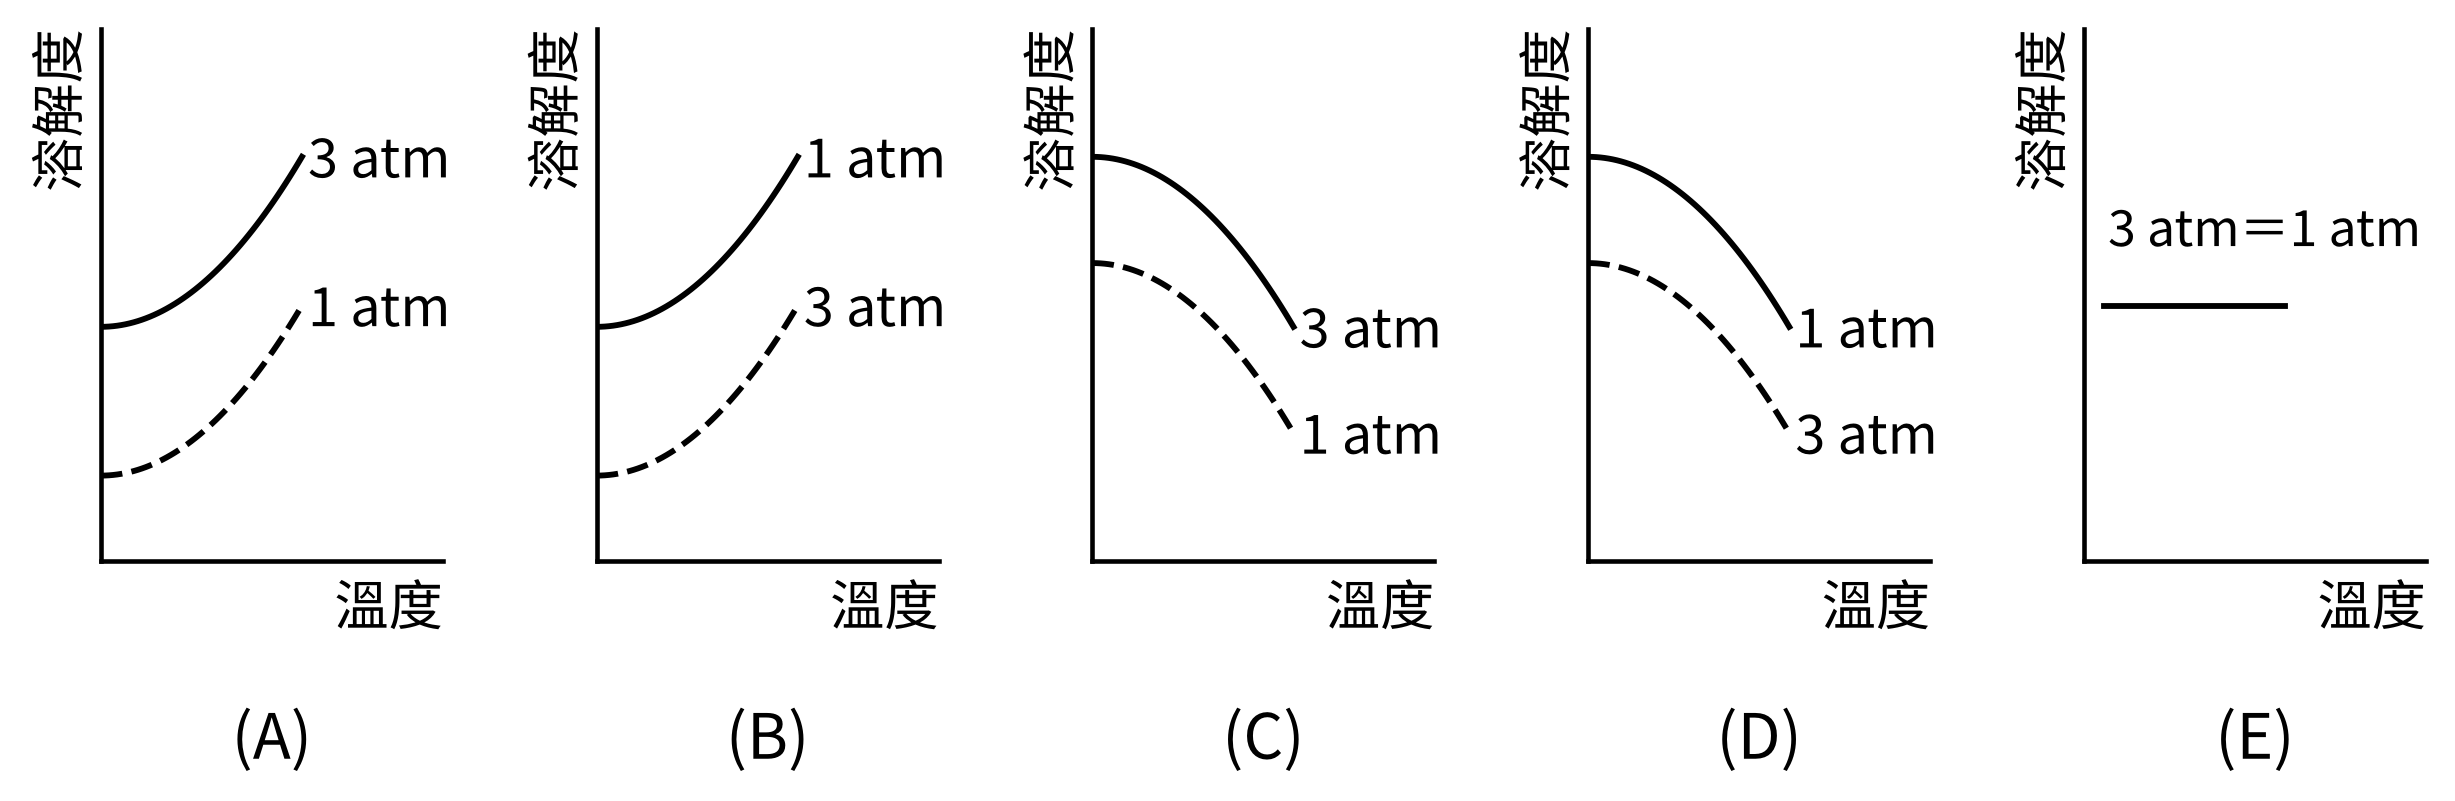 溶解度
3 atm
1 atm
溫度
(A)
溶解度
1 atm
3 atm
溫度
(B)
溶解度
3 atm
1 atm
溫度
(C)
溶解度
1 atm
3 atm
溫度
(D)
溶解度
3 atm＝1 atm
溫度
(E)